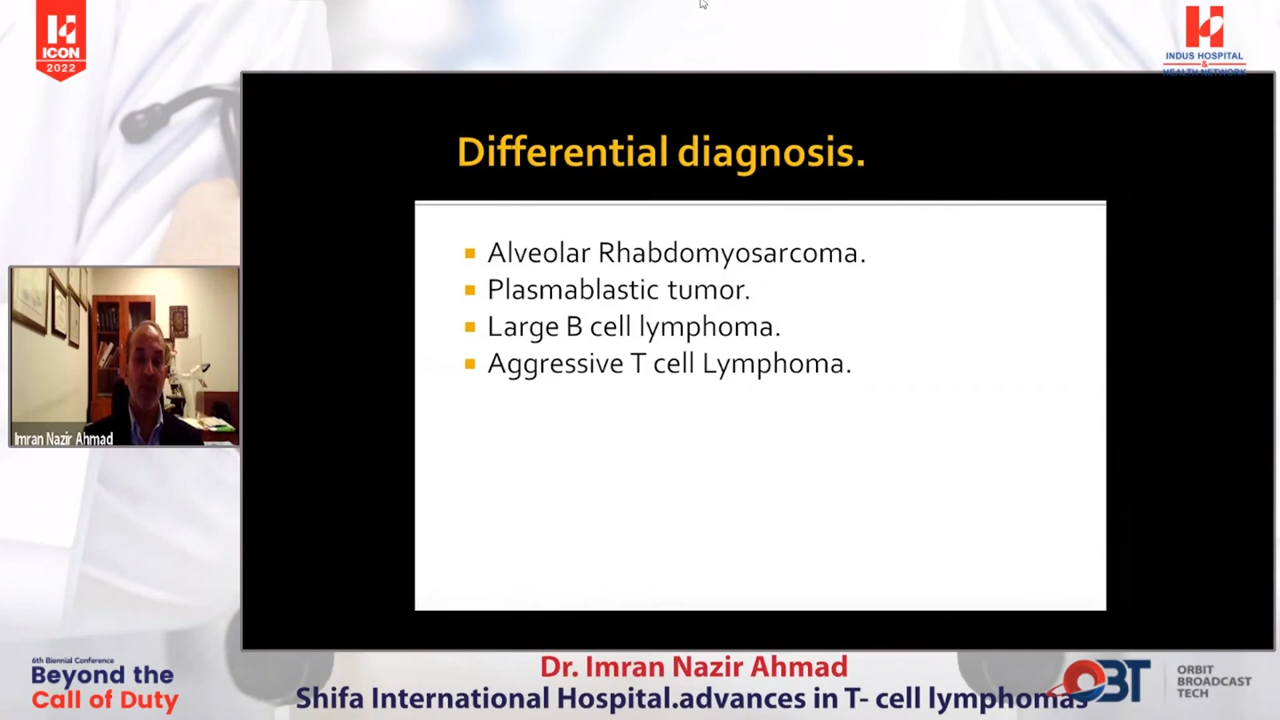 ICON
2022
INDUS HOSPITAL
&
HEALTH NETWORK
Differential diagnosis.
Alveolar Rhabdomyosarcoma.
Plasmablastic tumor.
Large B cell lymphoma.
Aggressive T cell Lymphoma.
Imran Nazir Ahmad
6th Biennial Conference
Beyond the
Call of Duty
Dr. Imran Nazir Ahmad
Shifa International Hospital.advances in T- cell lymphomas
OBT
ORBIT
BROADCAST
TECH